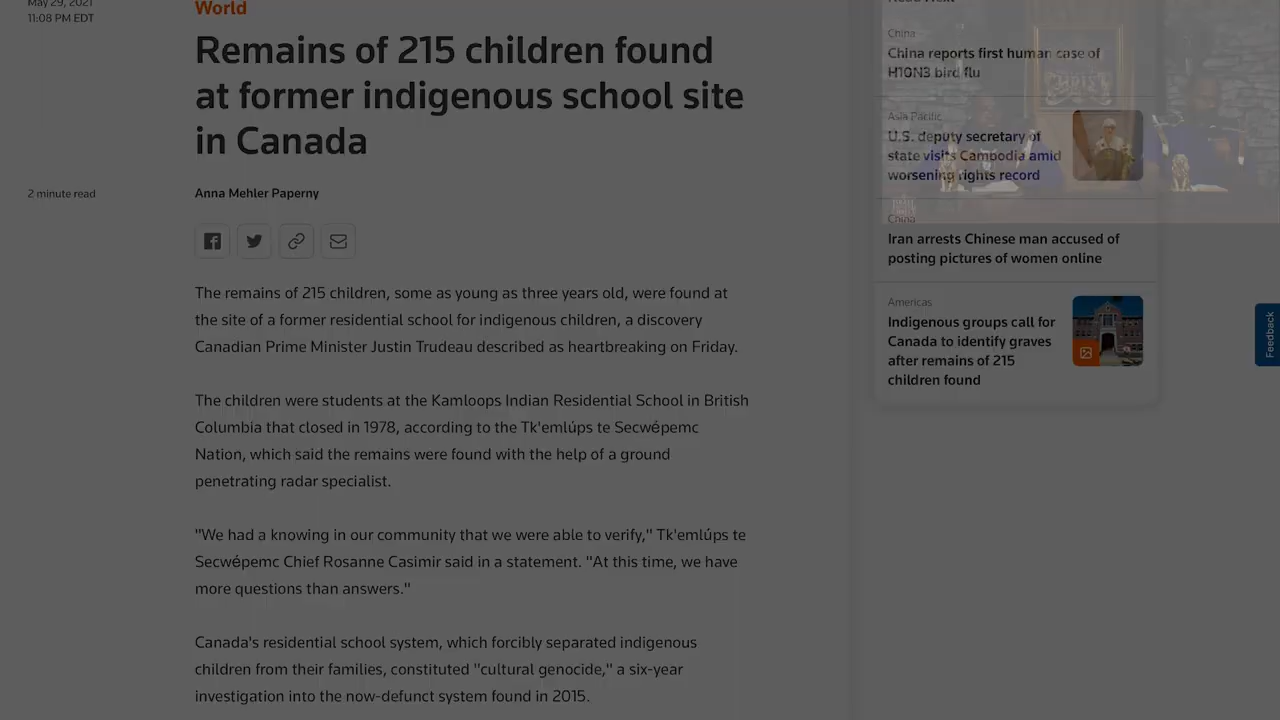 May 29, 2021
11:08 PM EDT
World
Remains of 215 children found
at former indigenous school site
in Canada
2 minute read
Anna Mehler Paperny
The remains of 215 children, some as young as three years old, were found at
the site of a former residential school for indigenous children, a discovery
Canadian Prime Minister Justin Trudeau described as heartbreaking on Friday.
The children were students at the Kamloops Indian Residential School in British
Columbia that closed in 1978, according to the Tk'emlúps te Secwépemc
Nation, which said the remains were found with the help of a ground
penetrating radar specialist.
"We had a knowing in our community that we were able to verify," Tk'emlúps te
Secwépemc Chief Rosanne Casimir said in a statement. "At this time, we have
more questions than answers."
Canada's residential school system, which forcibly separated indigenous
children from their families, constituted "cultural genocide," a six-year
investigation into the now-defunct system found in 2015.
Read Next
China
China reports first human case of
H10N3 bird flu
Asia Pacific
U.S. deputy secretary of
state visits Cambodia amid
worsening rights record
China
Iran arrests Chinese man accused of
posting pictures of women online
Americas
Indigenous groups call for
Canada to identify graves
after remains of 215
children found
Feedback